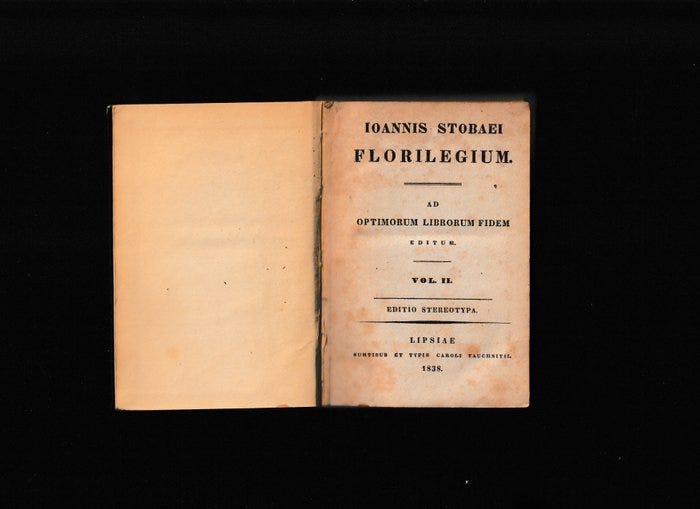 IOANNIS STOBAEI
FLORILEGIUM.
AD
OPTIMORUM LIBRORUM FIDEM
EDITUM.
VOL. II.
EDITIO STEREOTYPA.
LIPSIAE
SUMTIBUS ET TYPIS CAROLI TAUCHNITII.
1838.